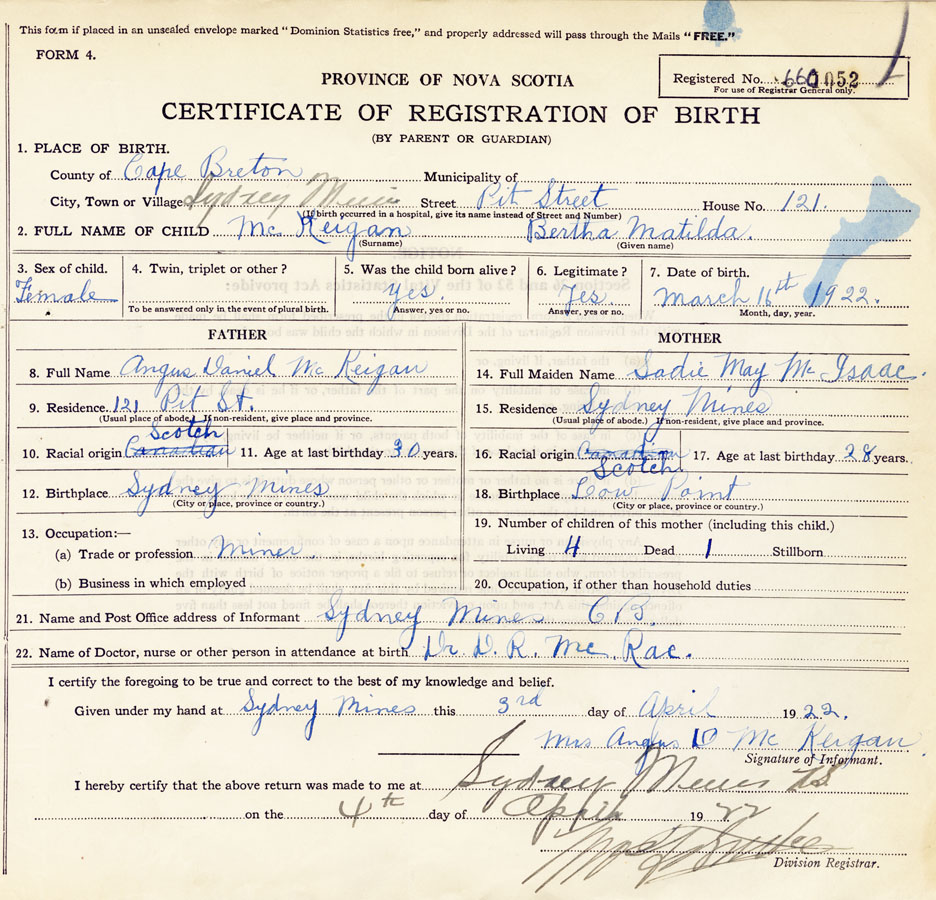 This form if placed in an unsealed envelope marked "Dominion Statistics free," and properly addressed will pass through the Mails "FREE."
FORM 4.
PROVINCE OF NOVA SCOTIA
Registered No. 1052
For use of Registrar General only.
CERTIFICATE OF REGISTRATION OF BIRTH
(BY PARENT OR GUARDIAN)
1. PLACE OF BIRTH.
County of Cape Breton Municipality of
City, Town or Village Sydney Mines Street Pit Street House No. 121.
(If birth occurred in a hospital, give its name instead of Street and Number)
2. FULL NAME OF CHILD Mc Keigan Bertha Matilda.
(Surname) (Given name)
3. Sex of child. 4. Twin, triplet or other? 5. Was the child born alive? 6. Legitimate? 7. Date of birth.
Female yes. Yes March 16th 1922.
To be answered only in the event of plural birth. Answer, yes or no. Answer, yes or no. Month, day, year.
FATHER
8. Full Name Angus Daniel Mc Keigan
9. Residence. 121 Pit St.
(Usual place of abode.) If non-resident, give place and province.
Scotch
10. Racial origin Canadian 11. Age at last birthday 30 years.
12. Birthplace Sydney Mines
(City or place, province or country.)
13. Occupation:—
(a) Trade or profession Miner
(b) Business in which employed
MOTHER
14. Full Maiden Name Sadie May Mc Isaac.
15. Residence Sydney Mines
(Usual place of abode.) If non-resident, give place and province.
16. Racial origin Canadian 17. Age at last birthday 28 years.
Scotch
18. Birthplace Low Point
(City or place, province or country.)
19. Number of children of this mother (including this child.)
Living 4 Dead 1 Stillborn
20. Occupation, if other than household duties
21. Name and Post Office address of Informant Sydney Mines C B.
22. Name of Doctor, nurse or other person in attendance at birth Dr. D. R. Mc Rae.
I certify the foregoing to be true and correct to the best of my knowledge and belief.
Given under my hand at Sydney Mines this 3rd day of April 1922.
Mrs Angus D Mc Keigan
Signature of Informant.
I hereby certify that the above return was made to me at Sydney Mines
on the 4th day of April 1922
Division Registrar.